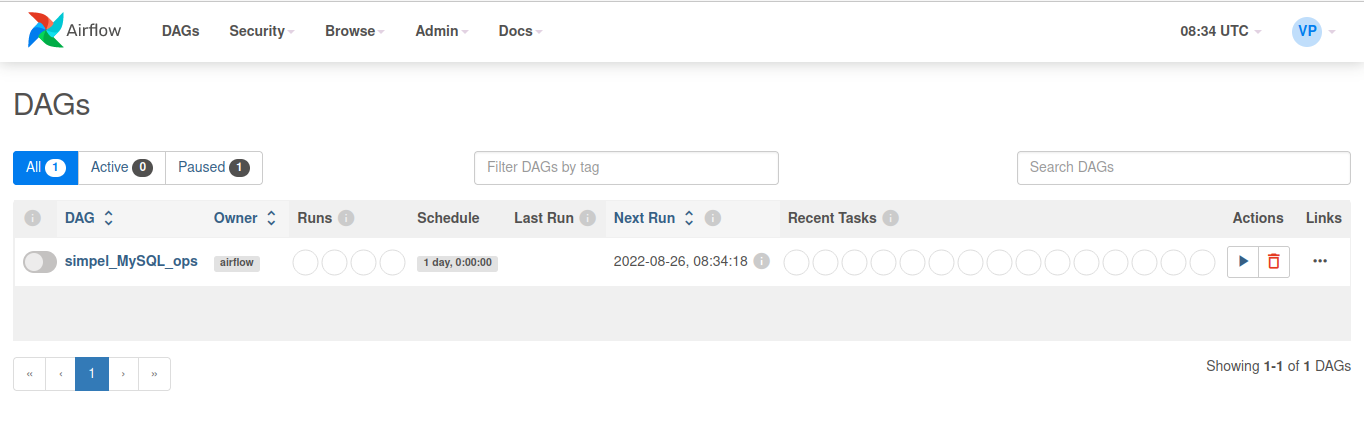 Airflow DAGs Security Browse Admin Docs 08:34 UTC VP
DAGs
All 1 Active 0 Paused 1 Filter DAGs by tag Search DAGs
i DAG Owner Runs i Schedule Last Run i Next Run i Recent Tasks i Actions Links
simpel_MySQL_ops airflow 1 day, 0:00:00 2022-08-26, 08:34:18 i ...
« ‹ 1 › »
Showing 1-1 of 1 DAGs